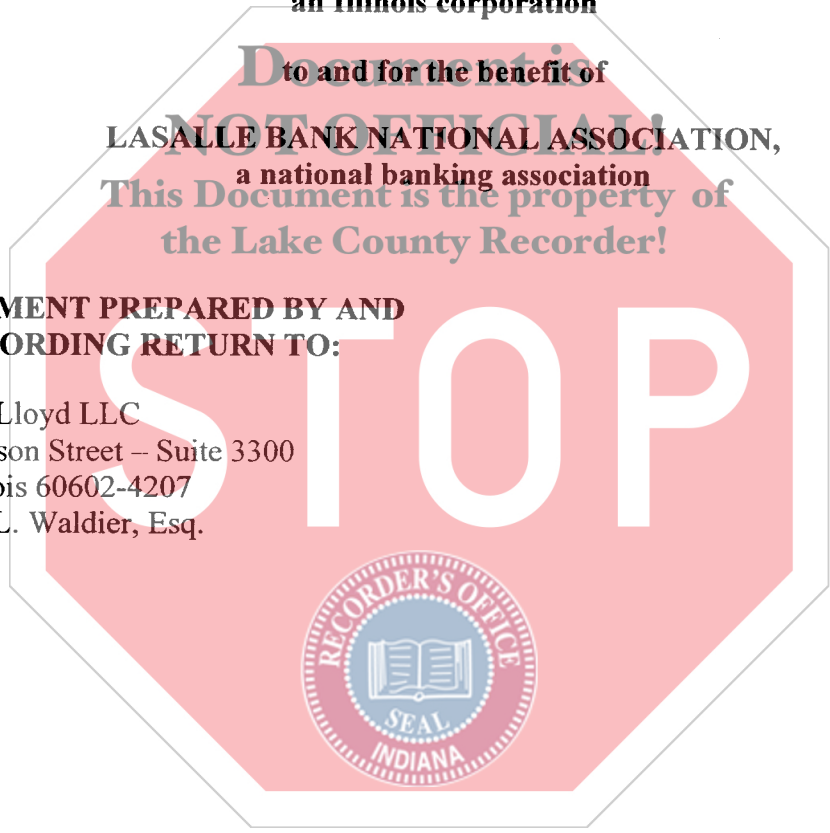 an Illinois corporation
Document is
to and for the benefit of
NOT OFFICIAL!
LASALLE BANK NATIONAL ASSOCIATION,
a national banking association
This Document is the property of
the Lake County Recorder!
MENT PREPARED BY AND
ORDING RETURN TO:
STOP
Lloyd LLC
son Street – Suite 3300
ois 60602-4207
L. Waldier, Esq.
RECORDER'S OFFICE
SEAL
INDIANA